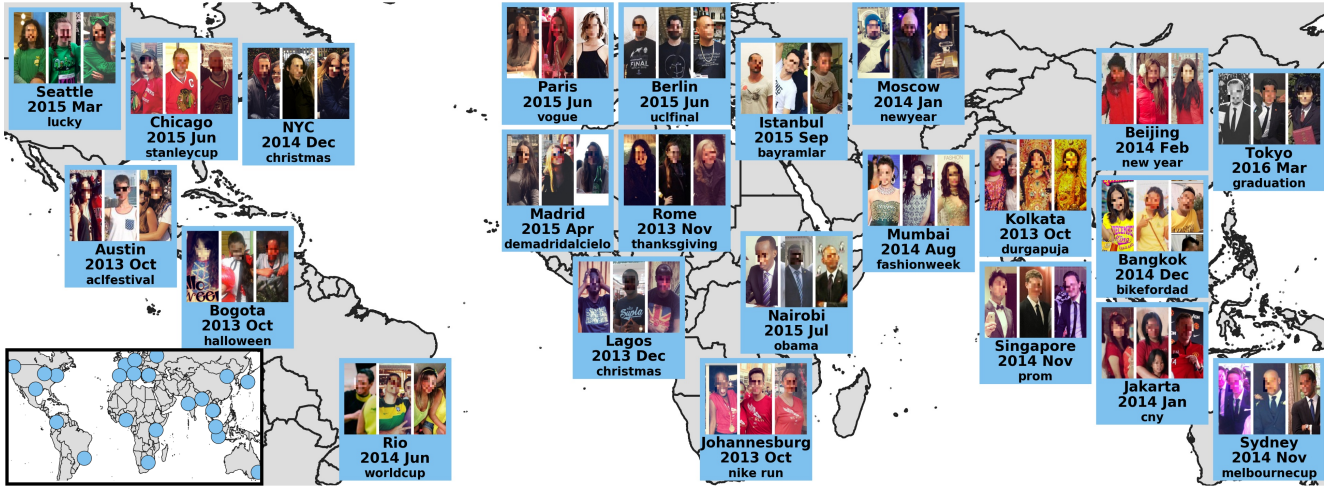 Seattle
2015 Mar
lucky
Chicago
2015 Jun
stanleycup
NYC
2014 Dec
christmas
Paris
2015 Jun
vogue
Berlin
2015 Jun
uclfinal
Istanbul
2015 Sep
bayramlar
Moscow
2014 Jan
newyear
Beijing
2014 Feb
new year
Tokyo
2016 Mar
graduation
Austin
2013 Oct
aclfestival
Bogota
2013 Oct
halloween
Madrid
2015 Apr
demadridalcielo
Rome
2013 Nov
thanksgiving
Mumbai
2014 Aug
fashionweek
Kolkata
2013 Oct
durgapuja
Bangkok
2014 Dec
bikefordad
Lagos
2013 Dec
christmas
Nairobi
2015 Jul
obama
Singapore
2014 Nov
prom
Jakarta
2014 Jan
cny
Rio
2014 Jun
worldcup
Johannesburg
2013 Oct
nike run
Sydney
2014 Nov
melbournecup
FINAL